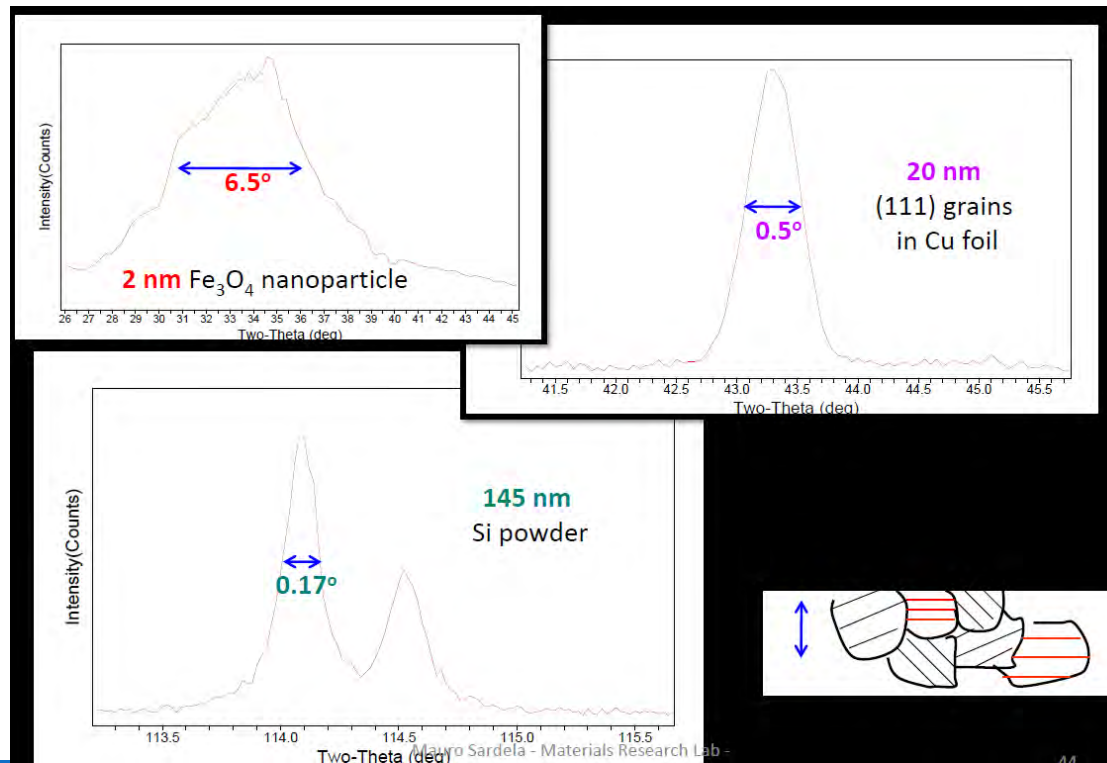 Intensity(Counts)
6.5°
2 nm Fe₃O₄ nanoparticle
26 27 28 29 30 31 32 33 34 35 36 37 38 39 40 41 42 43 44 45
Two-Theta (deg)
20 nm
(111) grains
in Cu foil
0.5°
41.5 42.0 42.5 43.0 43.5 44.0 44.5 45.0 45.5
Two-Theta (deg)
Intensity(Counts)
145 nm
Si powder
0.17°
113.5 114.0 114.5 115.0 115.5
Two-Theta (deg)
Mauro Sardela - Materials Research Lab -
44